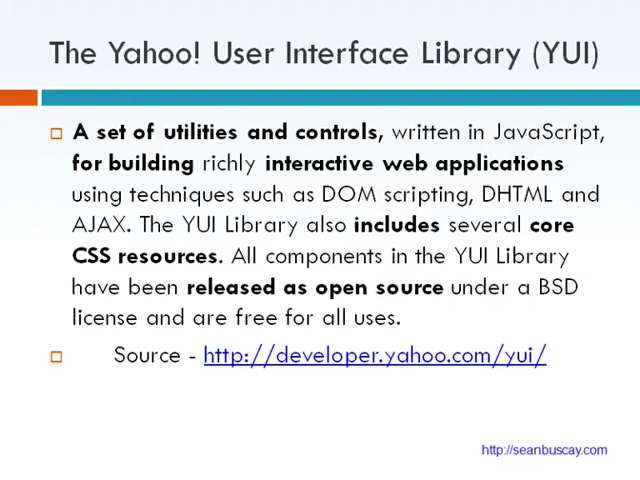 The Yahoo! User Interface Library (YUI)
A set of utilities and controls, written in JavaScript,
for building richly interactive web applications
using techniques such as DOM scripting, DHTML and
AJAX. The YUI Library also includes several core
CSS resources. All components in the YUI Library
have been released as open source under a BSD
license and are free for all uses.
Source - http://developer.yahoo.com/yui/
http://seanbuscay.com